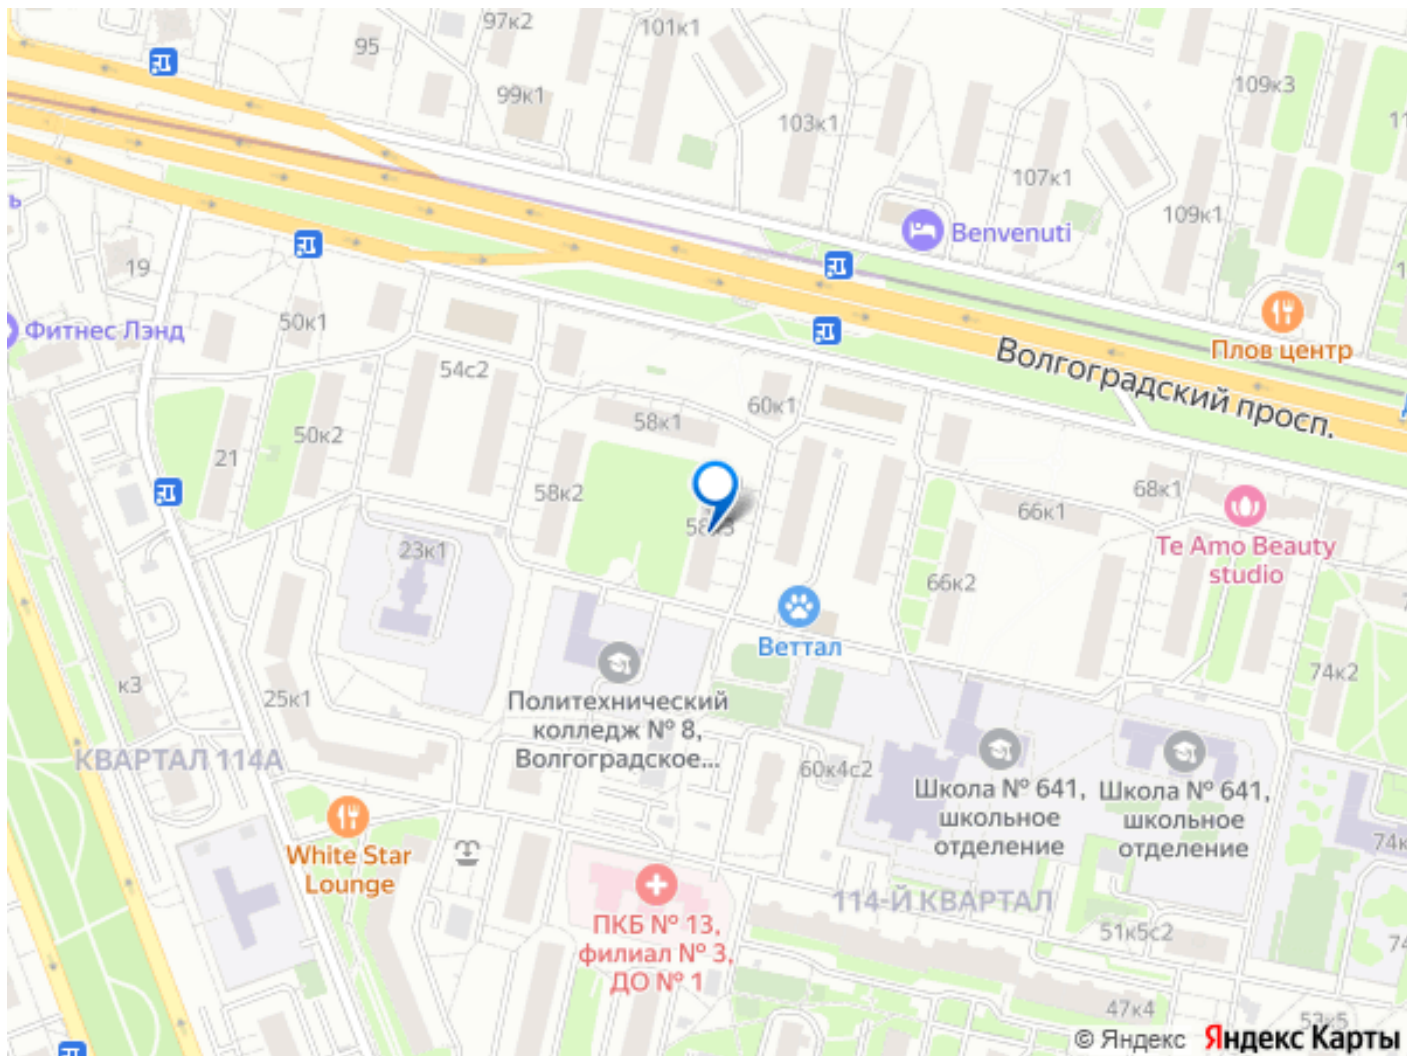 97к2
101к1
95
109к3
99к1
103к1
107к1
109к1
Benvenuti
19
50к1
Фитнес Лэнд
Плов центр
Волгоградский просп.
54с2
60к1
58к1
50к2
21
58к2
68к1
66к1
23к1
Te Amo Beauty
studio
66к2
Веттал
74к2
к3
25к1
Политехнический
колледж № 8,
Волгоградское...
КВАРТАЛ 114А
60к4с2
Школа № 641,
школьное
отделение
Школа № 641,
школьное
отделение
White Star
Lounge
114-Й КВАРТАЛ
ПКБ № 13,
филиал № 3,
ДО № 1
51к5с2
47к4
53к5
© Яндекс Яндекс Карты